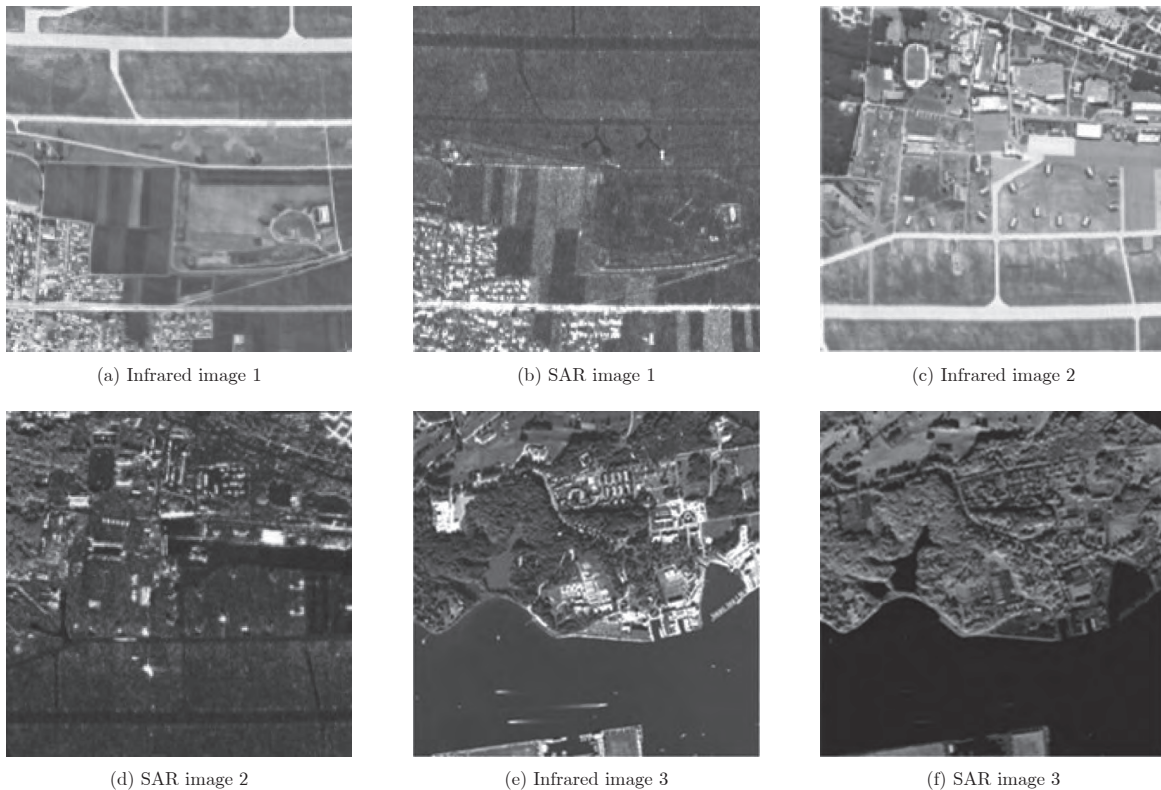 (a) Infrared image 1
(b) SAR image 1
(c) Infrared image 2
(d) SAR image 2
(e) Infrared image 3
(f) SAR image 3